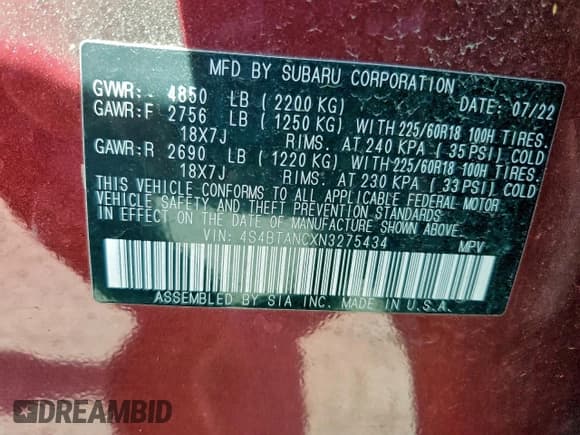 MFD BY SUBARU CORPORATION
GVWR:- 4850 LB (2200 KG) DATE: 07/22
GAWR:F 2756 LB (1250 KG) WITH 225/60R18 100H TIRES.
18X7J RIMS. AT 240 KPA (35 PSI) COLD
GAWR:R 2690 LB (1220 KG) WITH 225/60R18 100H TIRES.
18X7J RIMS. AT 230 KPA (33 PSI) COLD
THIS VEHICLE CONFORMS TO ALL APPLICABLE FEDERAL MOTOR
VEHICLE SAFETY AND THEFT PREVENTION STANDARDS
IN EFFECT ON THE DATE OF MANUFACTURE SHOWN ABOVE.
VIN: 4S4BTANCXN3275434 MPV
ASSEMBLED BY SIA INC. MADE IN U.S.A.
DREAMBID